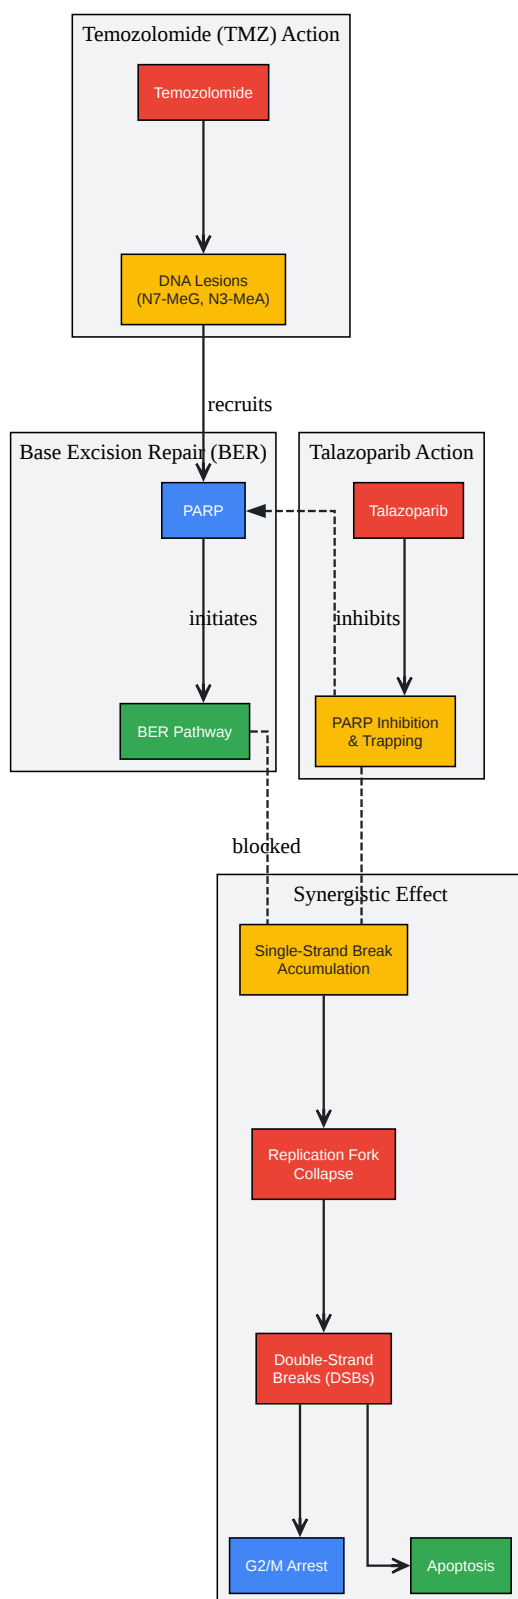 Temozolomide (TMZ) Action
Temozolomide
DNA Lesions
(N7-MeG, N3-MeA)
recruits
Base Excision Repair (BER)
Talazoparib Action
PARP
Talazoparib
initiates
inhibits
BER Pathway
PARP Inhibition
& Trapping
blocked
Synergistic Effect
Single-Strand Break
Accumulation
Replication Fork
Collapse
Double-Strand
Breaks (DSBs)
G2/M Arrest
Apoptosis